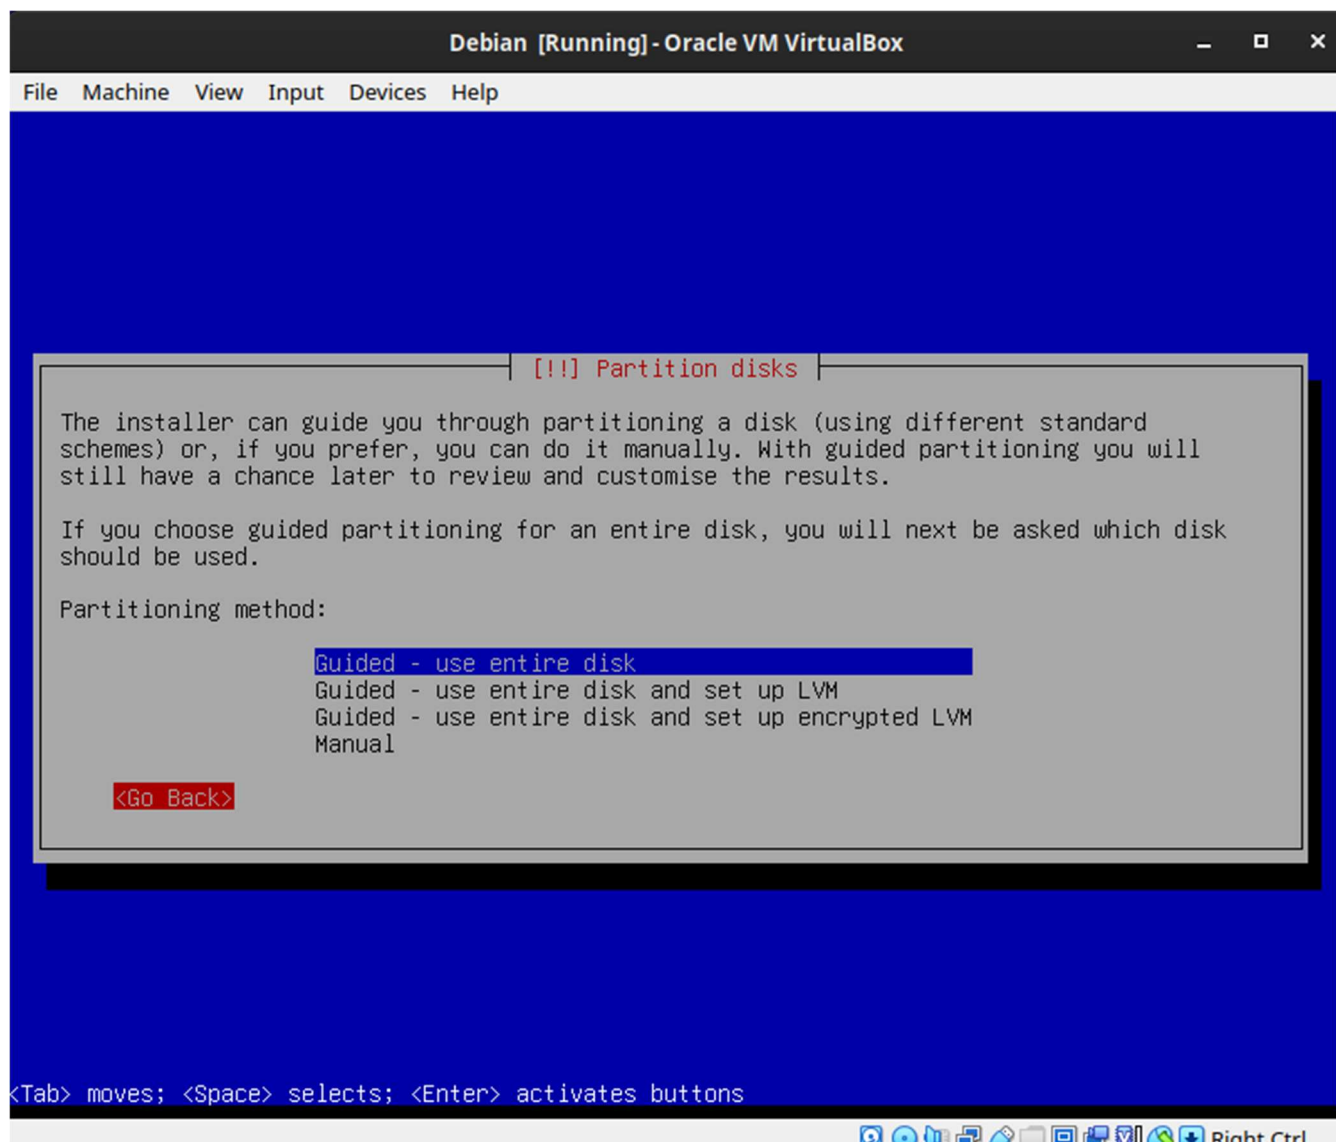 Debian [Running] - Oracle VM VirtualBox
File Machine View Input Devices Help
[!!] Partition disks
The installer can guide you through partitioning a disk (using different standard
schemes) or, if you prefer, you can do it manually. With guided partitioning you will
still have a chance later to review and customise the results.
If you choose guided partitioning for an entire disk, you will next be asked which disk
should be used.
Partitioning method:
Guided - use entire disk
Guided - use entire disk and set up LVM
Guided - use entire disk and set up encrypted LVM
Manual
<Go Back>
<Tab> moves; <Space> selects; <Enter> activates buttons
Right Ctrl